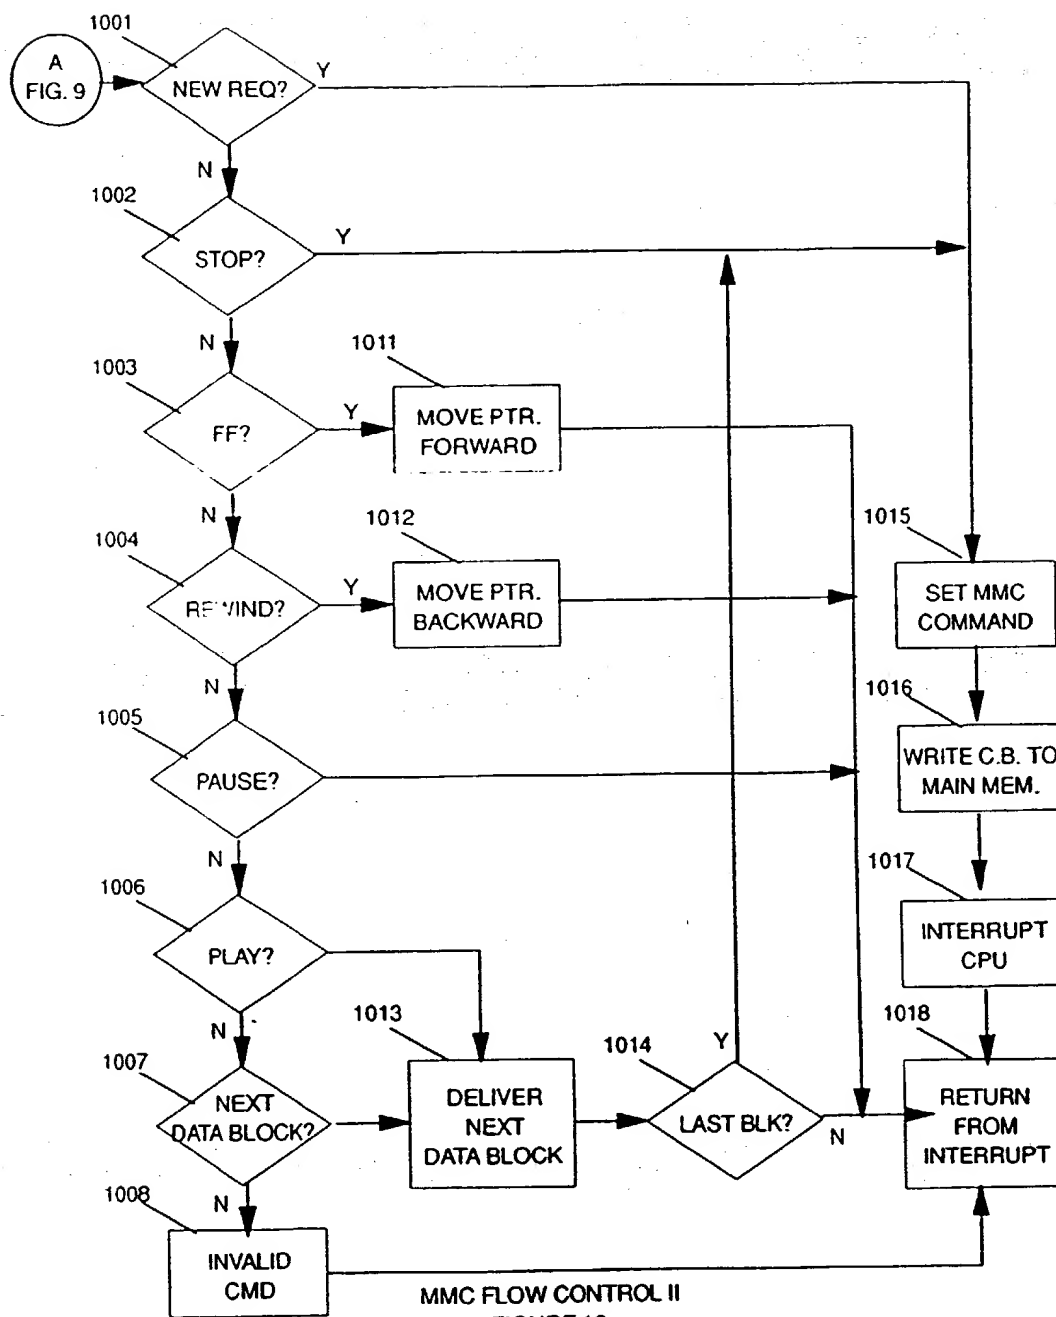 1001
A
FIG. 9
NEW REQ?
Y
N
1002
STOP?
Y
N
1003
FF?
Y
1011
MOVE PTR.
FORWARD
N
1004
REWIND?
Y
1012
MOVE PTR.
BACKWARD
1015
SET MMC
COMMAND
N
1005
PAUSE?
1016
WRITE C.B. TO
MAIN MEM.
N
1006
PLAY?
1017
INTERRUPT
CPU
N
1007
NEXT
DATA BLOCK?
1013
DELIVER
NEXT
DATA BLOCK
1014
LAST BLK?
Y
N
1018
RETURN
FROM
INTERRUPT
N
1008
INVALID
CMD
MMC FLOW CONTROL II